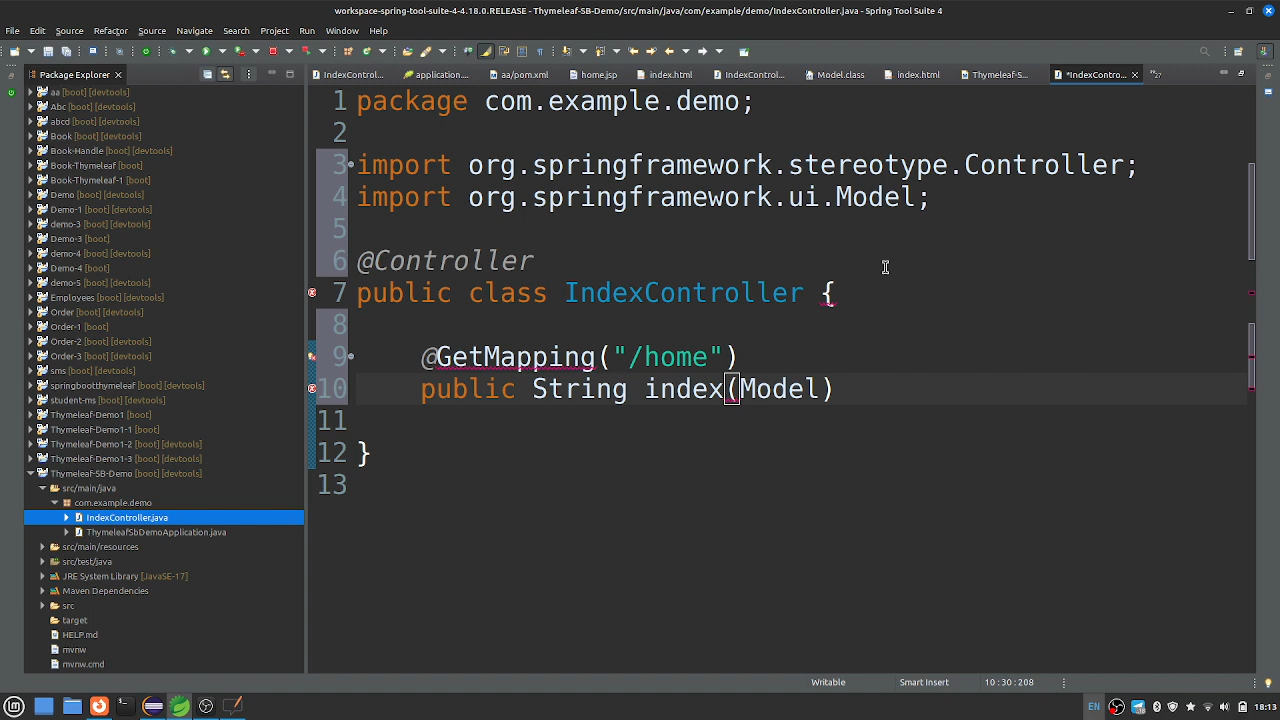 workspace-spring-tool-suite-4-4.18.0.RELEASE - Thymeleaf-SB-Demo/src/main/java/com/example/demo/IndexController.java - Spring Tool Suite 4
File Edit Source Refactor Source Navigate Search Project Run Window Help
Package Explorer
IndexControl... application.... aa/pom.xml home.jsp index.html IndexControl... Model.class index.html Thymeleaf-S... *IndexContro...
aa [boot] [devtools]
Abc [boot] [devtools]
abcd [boot] [devtools]
Book [boot] [devtools]
Book-Handle [boot] [devtools]
Book-Thymeleaf [boot]
Book-Thymeleaf-1 [boot]
Demo [boot] [devtools]
Demo-1 [boot] [devtools]
demo-3 [boot] [devtools]
Demo-3 [boot]
demo-4 [boot] [devtools]
Demo-4 [boot]
demo-5 [boot] [devtools]
Employees [boot] [devtools]
Order [boot] [devtools]
Order-1 [boot]
Order-2 [boot] [devtools]
Order-3 [boot] [devtools]
sms [boot] [devtools]
springbootthymeleaf [boot] [devtools]
student-ms [boot] [devtools]
Thymeleaf-Demo1 [boot]
Thymeleaf-Demo1-1 [boot]
Thymeleaf-Demo1-2 [boot] [devtools]
Thymeleaf-Demo1-3 [boot]
Thymeleaf-SB-Demo [boot] [devtools]
src/main/java
com.example.demo
IndexController.java
ThymeleafSbDemoApplication.java
src/main/resources
src/test/java
JRE System Library [JavaSE-17]
Maven Dependencies
src
target
HELP.md
mvnw
mvnw.cmd
1 package com.example.demo;
2
3 import org.springframework.stereotype.Controller;
4 import org.springframework.ui.Model;
5
6 @Controller
7 public class IndexController {
8
9 @GetMapping("/home")
10 public String index(Model)
11
12 }
13
Writable Smart Insert 10 : 30 : 208
EN 18:13